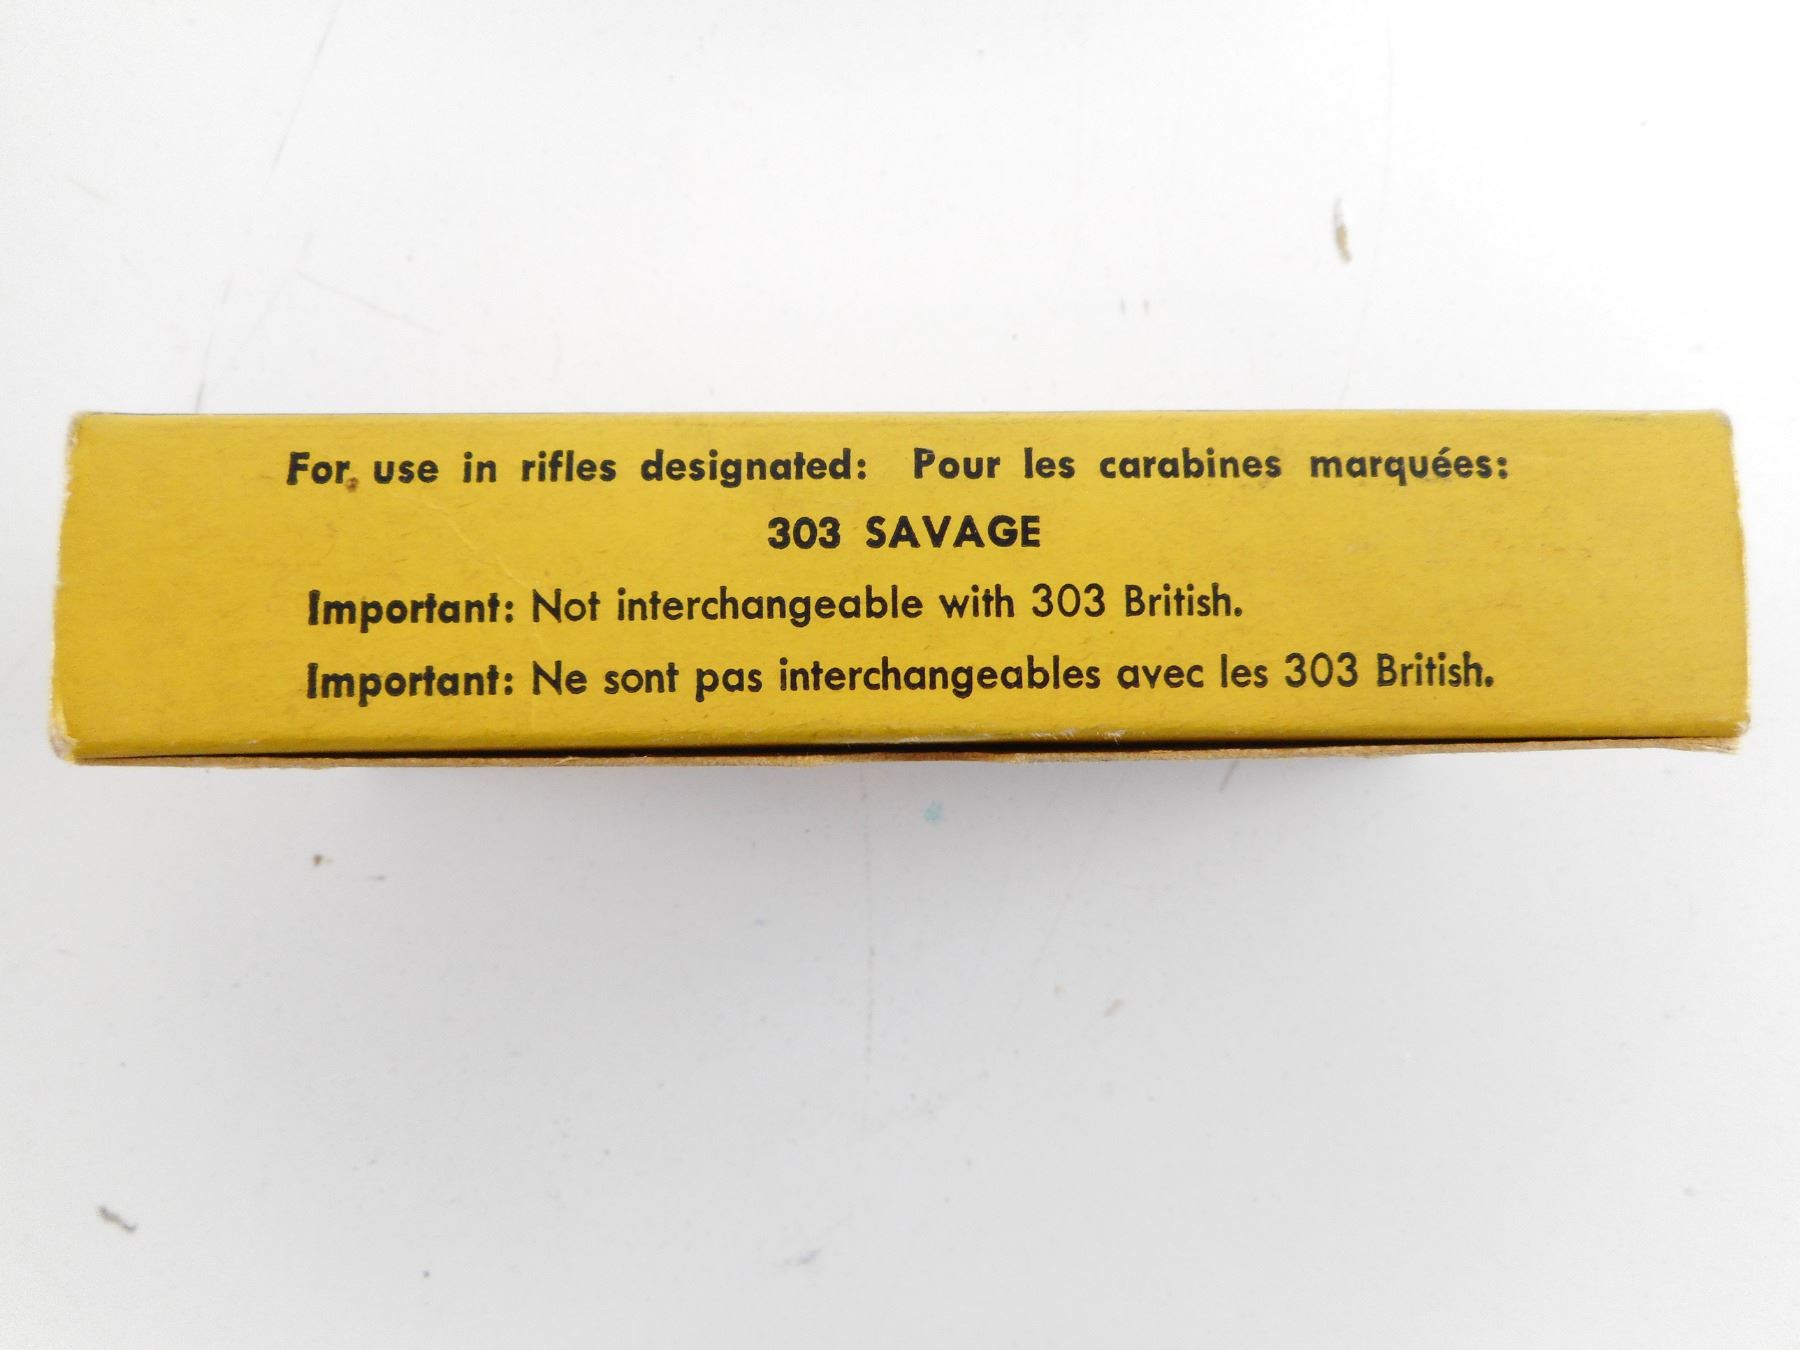 For use in rifles designated: Pour les carabines marquées:
303 SAVAGE
Important: Not interchangeable with 303 British.
Important: Ne sont pas interchangeables avec les 303 British.